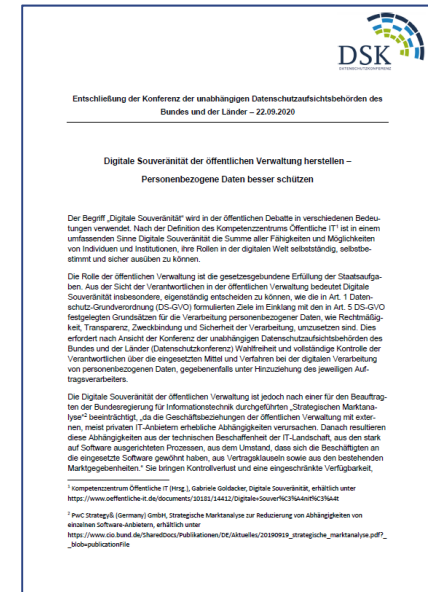 DSK
DATENSCHUTZKONFERENZ
Entschließung der Konferenz der unabhängigen Datenschutzaufsichtsbehörden des
Bundes und der Länder – 22.09.2020
Digitale Souveränität der öffentlichen Verwaltung herstellen –
Personenbezogene Daten besser schützen
Der Begriff „Digitale Souveränität" wird in der öffentlichen Debatte in verschiedenen Bedeu-
tungen verwendet. Nach der Definition des Kompetenzzentrums Öffentliche IT¹ ist in einem
umfassenden Sinne Digitale Souveränität die Summe aller Fähigkeiten und Möglichkeiten
von Individuen und Institutionen, ihre Rollen in der digitalen Welt selbstständig, selbstbe-
stimmt und sicher ausüben zu können.
Die Rolle der öffentlichen Verwaltung ist die gesetzesgebundene Erfüllung der Staatsaufga-
ben. Aus der Sicht der Verantwortlichen in der öffentlichen Verwaltung bedeutet Digitale
Souveränität insbesondere, eigenständig entscheiden zu können, wie die in Art. 1 Daten-
schutz-Grundverordnung (DS-GVO) formulierten Ziele im Einklang mit den in Art. 5 DS-GVO
festgelegten Grundsätzen für die Verarbeitung personenbezogener Daten, wie Rechtmäßig-
keit, Transparenz, Zweckbindung und Sicherheit der Verarbeitung, umzusetzen sind. Dies
erfordert nach Ansicht der Konferenz der unabhängigen Datenschutzaufsichtsbehörden des
Bundes und der Länder (Datenschutzkonferenz) Wahlfreiheit und vollständige Kontrolle der
Verantwortlichen über die eingesetzten Mittel und Verfahren bei der digitalen Verarbeitung
von personenbezogenen Daten, gegebenenfalls unter Hinzuziehung des jeweiligen Auf-
tragsverarbeiters.
Die Digitale Souveränität der öffentlichen Verwaltung ist jedoch nach einer für den Beauftrag-
ten der Bundesregierung für Informationstechnik durchgeführten „Strategischen Marktana-
lyse"² beeinträchtigt, „da die Geschäftsbeziehungen der öffentlichen Verwaltung mit exter-
nen, meist privaten IT-Anbietern erhebliche Abhängigkeiten verursachen. Danach resultieren
diese Abhängigkeiten aus der technischen Beschaffenheit der IT-Landschaft, aus den stark
auf Software ausgerichteten Prozessen, aus dem Umstand, dass sich die Beschäftigten an
die eingesetzte Software gewöhnt haben, aus Vertragsklauseln sowie aus den bestehenden
Marktgegebenheiten." Sie bringen Kontrollverlust und eine eingeschränkte Verfügbarkeit,
¹ Kompetenzzentrum Öffentliche IT (Hrsg.), Gabriele Goldacker, Digitale Souveränität, erhältlich unter
https://www.oeffentliche-it.de/documents/10181/14412/Digitale+Souver%C3%A4nit%C3%A4t
² PwC Strategy& (Germany) GmbH, Strategische Marktanalyse zur Reduzierung von Abhängigkeiten von
einzelnen Software-Anbietern, erhältlich unter
https://www.cio.bund.de/SharedDocs/Publikationen/DE/Aktuelles/20190919_strategische_marktanalyse.pdf?_
_blob=publicationFile